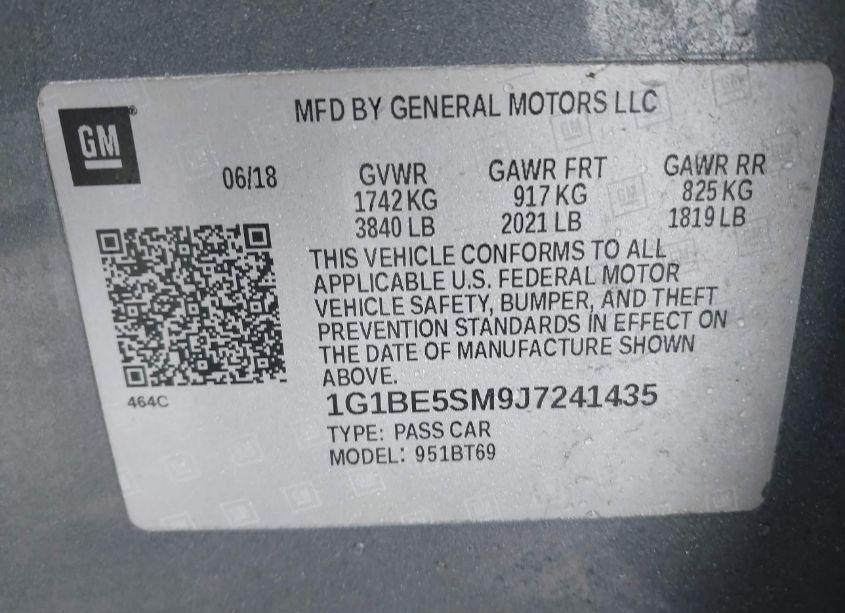 MFD BY GENERAL MOTORS LLC
GM
06/18
GVWR GAWR FRT GAWR RR
1742 KG 917 KG 825 KG
3840 LB 2021 LB 1819 LB
THIS VEHICLE CONFORMS TO ALL
APPLICABLE U.S. FEDERAL MOTOR
VEHICLE SAFETY, BUMPER, AND THEFT
PREVENTION STANDARDS IN EFFECT ON
THE DATE OF MANUFACTURE SHOWN
ABOVE.
464C
1G1BE5SM9J7241435
TYPE: PASS CAR
MODEL: 951BT69